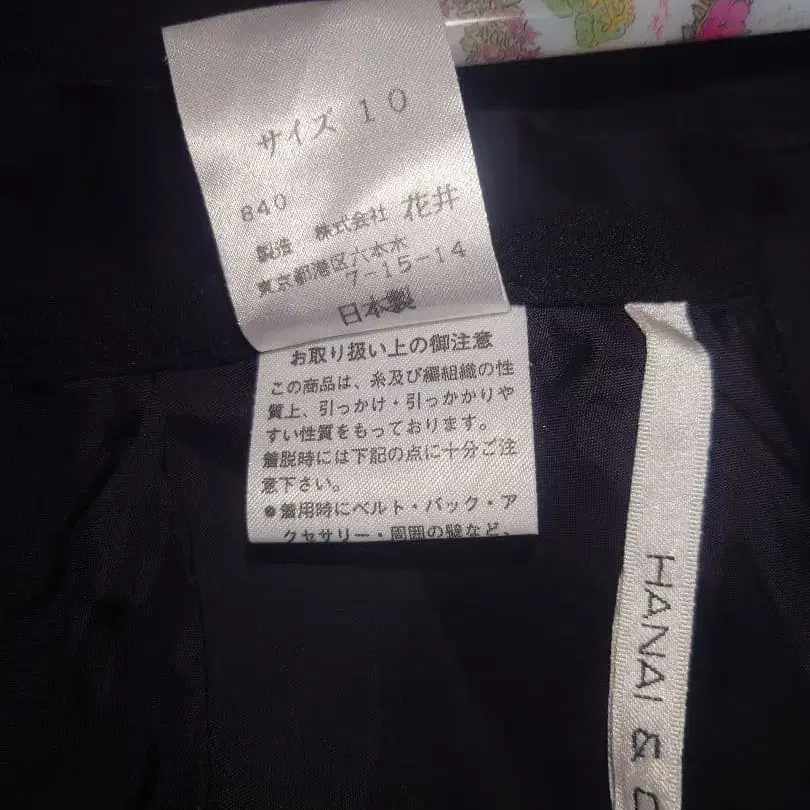 サイズ 10
840
製造 株式会社 花井
東京都港区六本木
7-15-14
日本製
お取り扱い上の御注意
この商品は、糸及び編組織の性
質上、引っかけ・引っかかりや
すい性質をもっております。
着脱時には下記の点に十分ご注
意下さい。
●着用時にベルト・バック・ア
クセサリー・周囲の壁など、
HANAI &